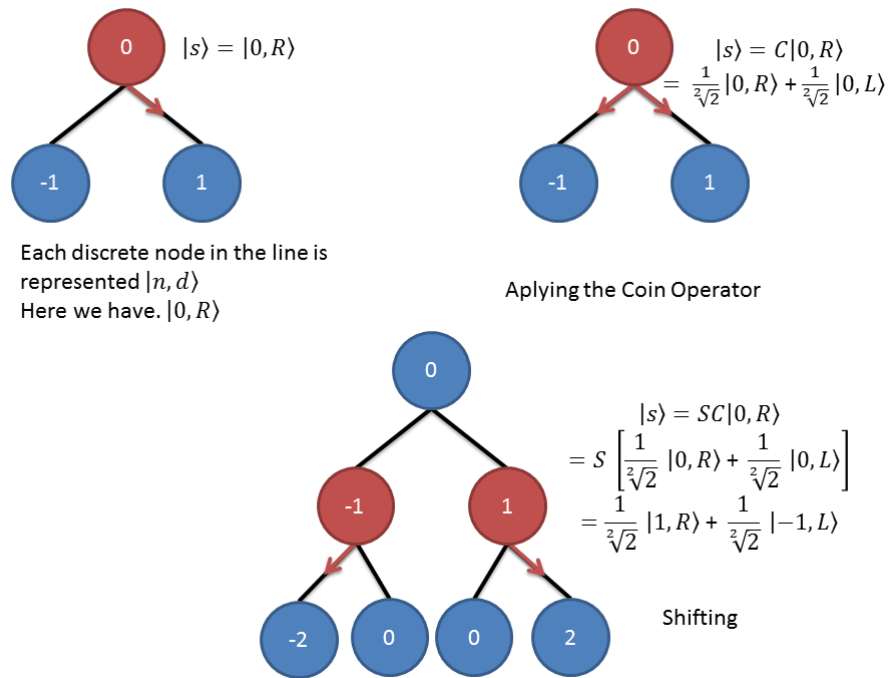 0
|s⟩ = |0, R⟩
-1
1
Each discrete node in the line is
represented |n, d⟩
Here we have. |0, R⟩
0
|s⟩ = C|0, R⟩
= 1/²√2 |0, R⟩ + 1/²√2 |0, L⟩
-1
1
Aplying the Coin Operator
0
-1
1
-2
0
0
2
|s⟩ = SC|0, R⟩
= S [1/²√2 |0, R⟩ + 1/²√2 |0, L⟩]
= 1/²√2 |1, R⟩ + 1/²√2 |−1, L⟩
Shifting